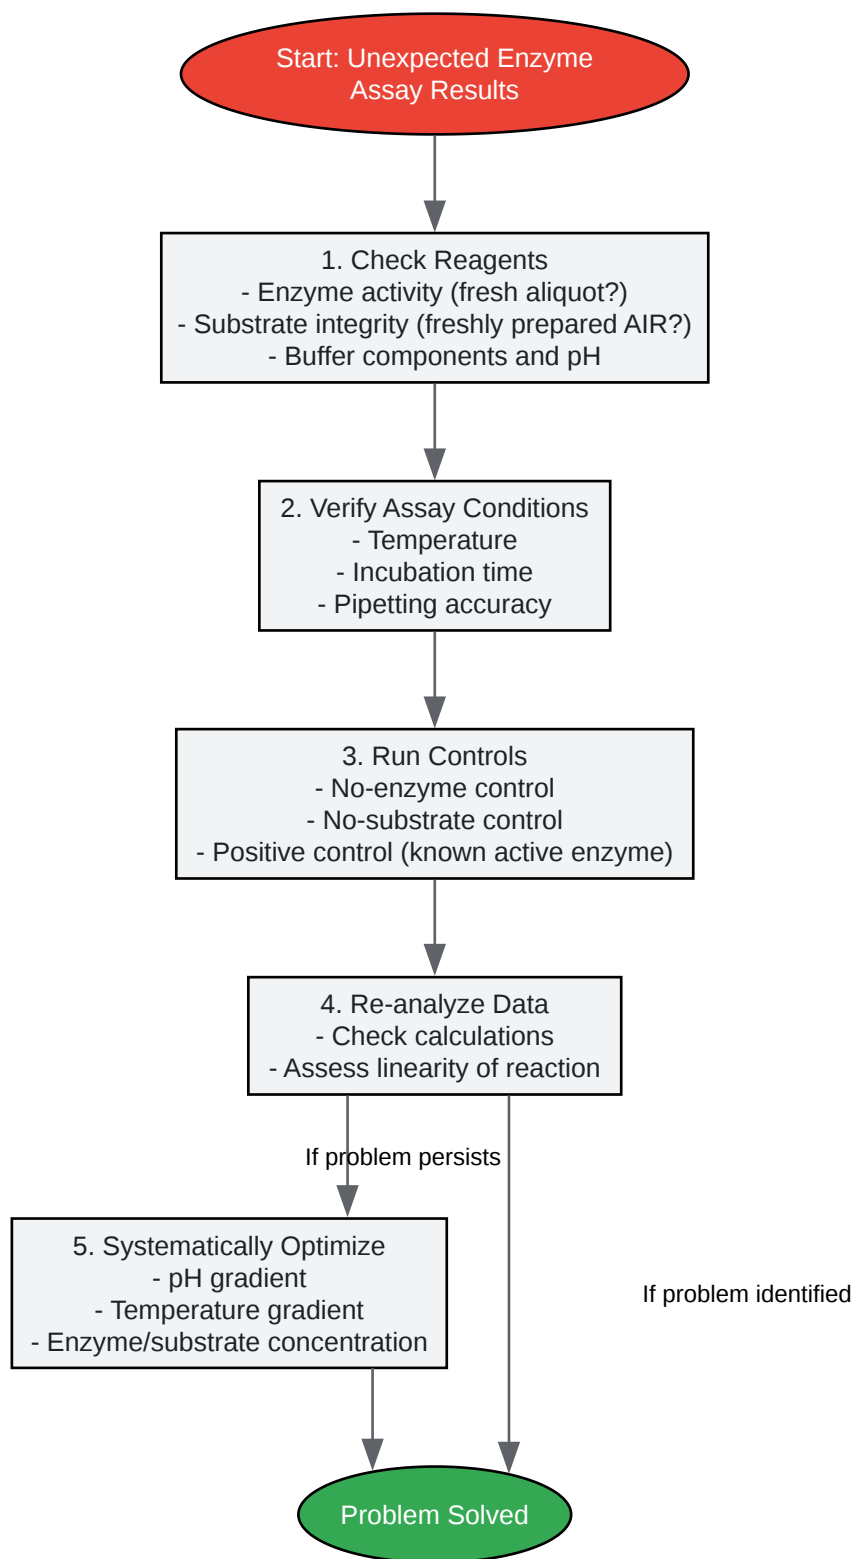 Start: Unexpected Enzyme
Assay Results
1. Check Reagents
- Enzyme activity (fresh aliquot?)
- Substrate integrity (freshly prepared AIR?)
- Buffer components and pH
2. Verify Assay Conditions
- Temperature
- Incubation time
- Pipetting accuracy
3. Run Controls
- No-enzyme control
- No-substrate control
- Positive control (known active enzyme)
4. Re-analyze Data
- Check calculations
- Assess linearity of reaction
If problem persists
5. Systematically Optimize
- pH gradient
- Temperature gradient
- Enzyme/substrate concentration
If problem identified
Problem Solved